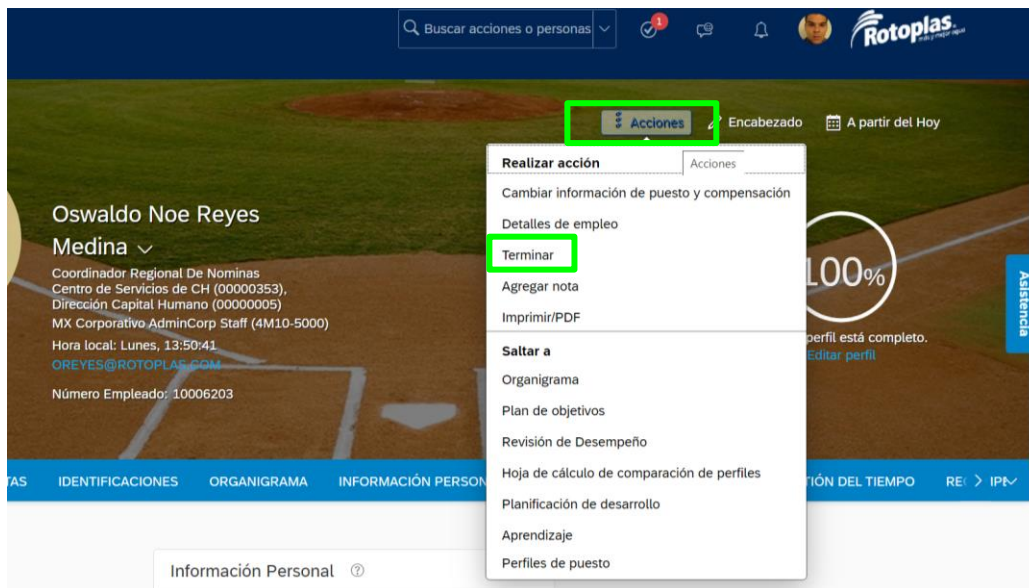 Buscar acciones o personas
1
Rotoplas
más y mejor agua
Acciones
Encabezado
A partir del Hoy
Realizar acción
Acciones
Cambiar información de puesto y compensación
Detalles de empleo
Terminar
Agregar nota
Imprimir/PDF
Saltar a
Organigrama
Plan de objetivos
Revisión de Desempeño
Hoja de cálculo de comparación de perfiles
Planificación de desarrollo
Aprendizaje
Perfiles de puesto
Oswaldo Noe Reyes
Medina
Coordinador Regional De Nominas
Centro de Servicios de CH (00000353),
Dirección Capital Humano (00000005)
MX Corporativo AdminCorp Staff (4M10-5000)
Hora local: Lunes, 13:50:41
OREYES@ROTOPLAS.COM
Número Empleado: 10006203
100%
perfil está completo.
Editar perfil
Asistencia
TAS IDENTIFICACIONES ORGANIGRAMA INFORMACIÓN PERSON TIÓN DEL TIEMPO RE IPI
Información Personal